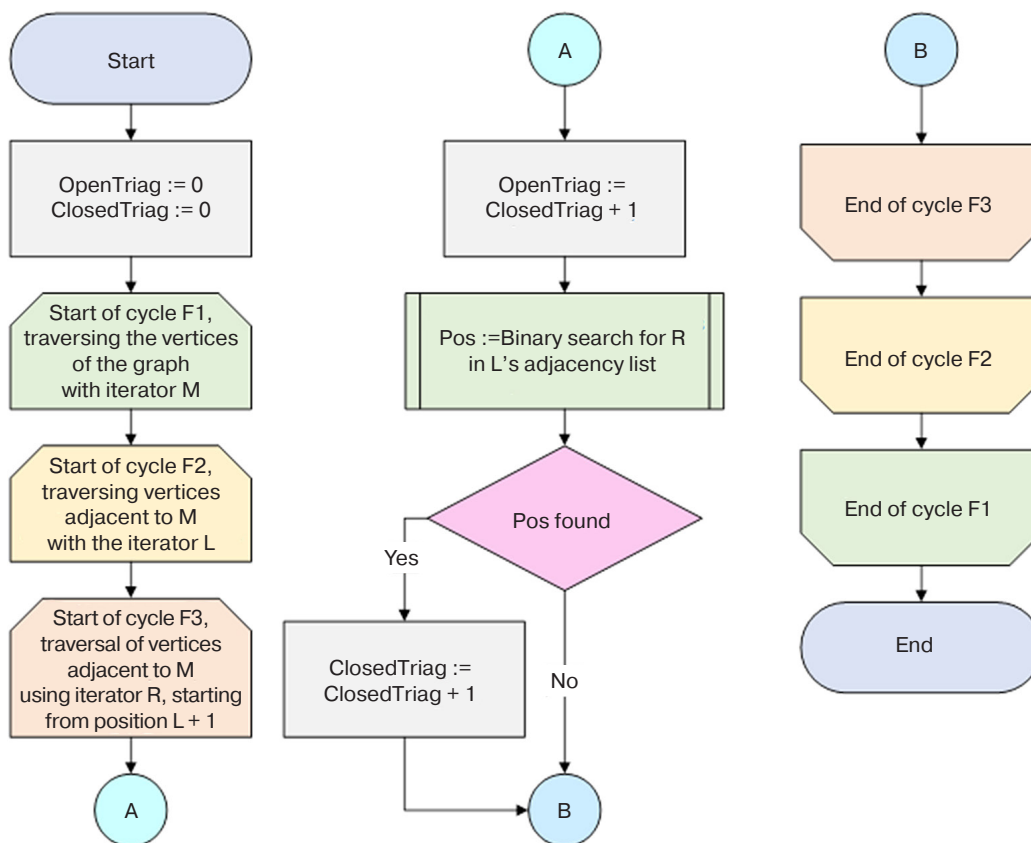 Start
OpenTriag := 0
ClosedTriag := 0
Start of cycle F1,
traversing the vertices
of the graph
with iterator M
Start of cycle F2,
traversing vertices
adjacent to M
with the iterator L
Start of cycle F3,
traversal of vertices
adjacent to M
using iterator R, starting
from position L + 1
A
A
OpenTriag :=
ClosedTriag + 1
Pos :=Binary search for R
in L’s adjacency list
Pos found
Yes
ClosedTriag :=
ClosedTriag + 1
No
B
B
End of cycle F3
End of cycle F2
End of cycle F1
End